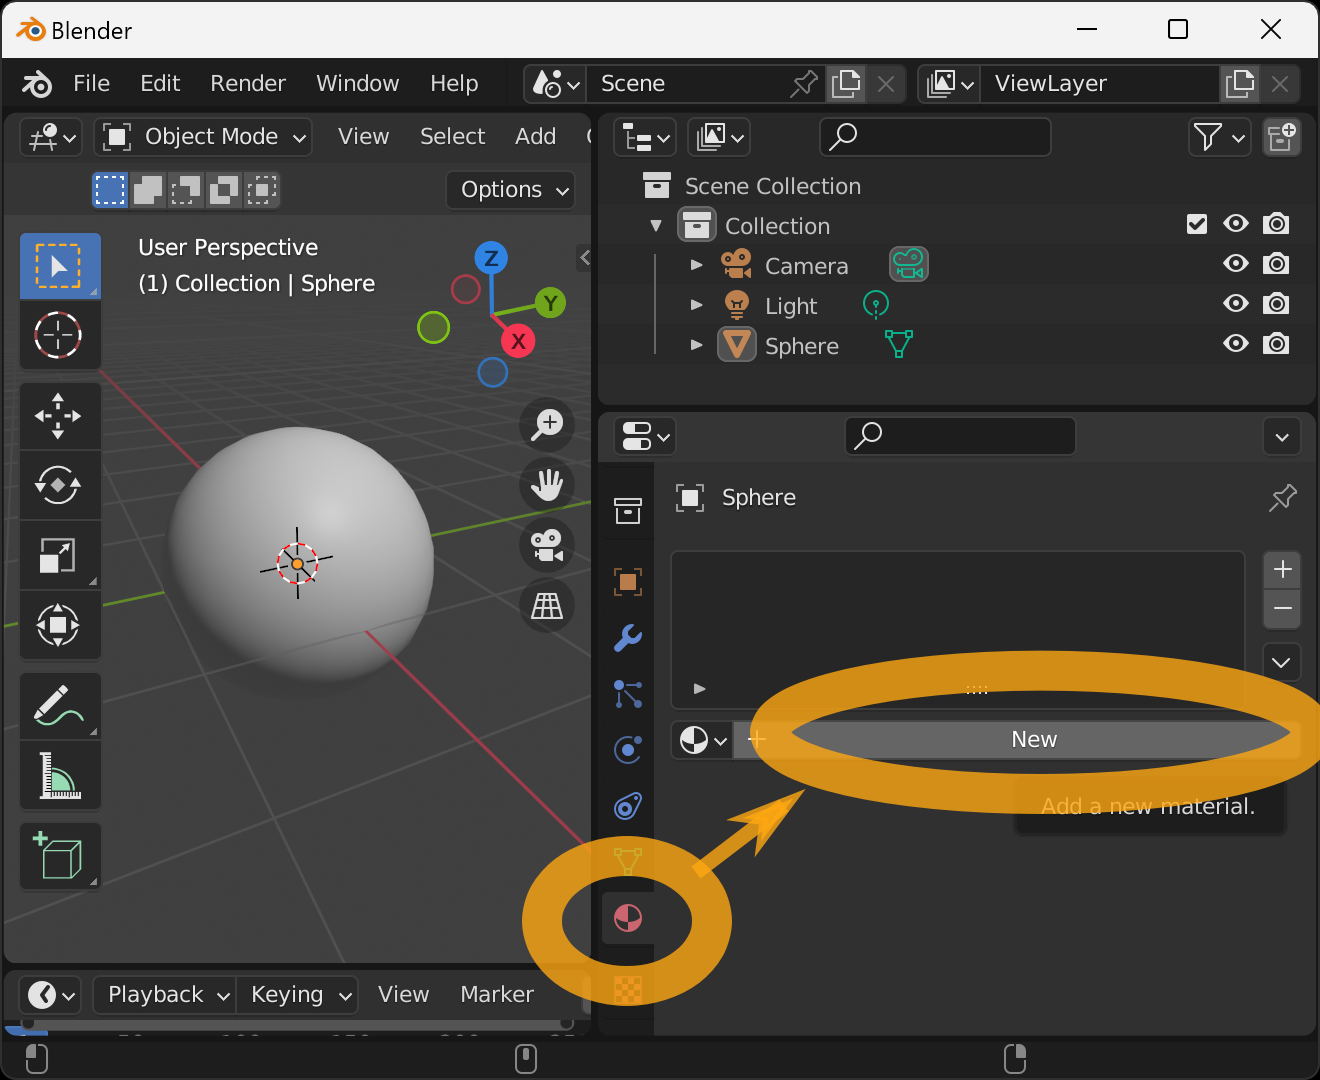 Blender
File Edit Render Window Help Scene ViewLayer
Object Mode View Select Add
Options
User Perspective
(1) Collection | Sphere
Z
Y
X
Scene Collection
Collection
Camera
Light
Sphere
Sphere
New
Add a new material.
Playback Keying View Marker